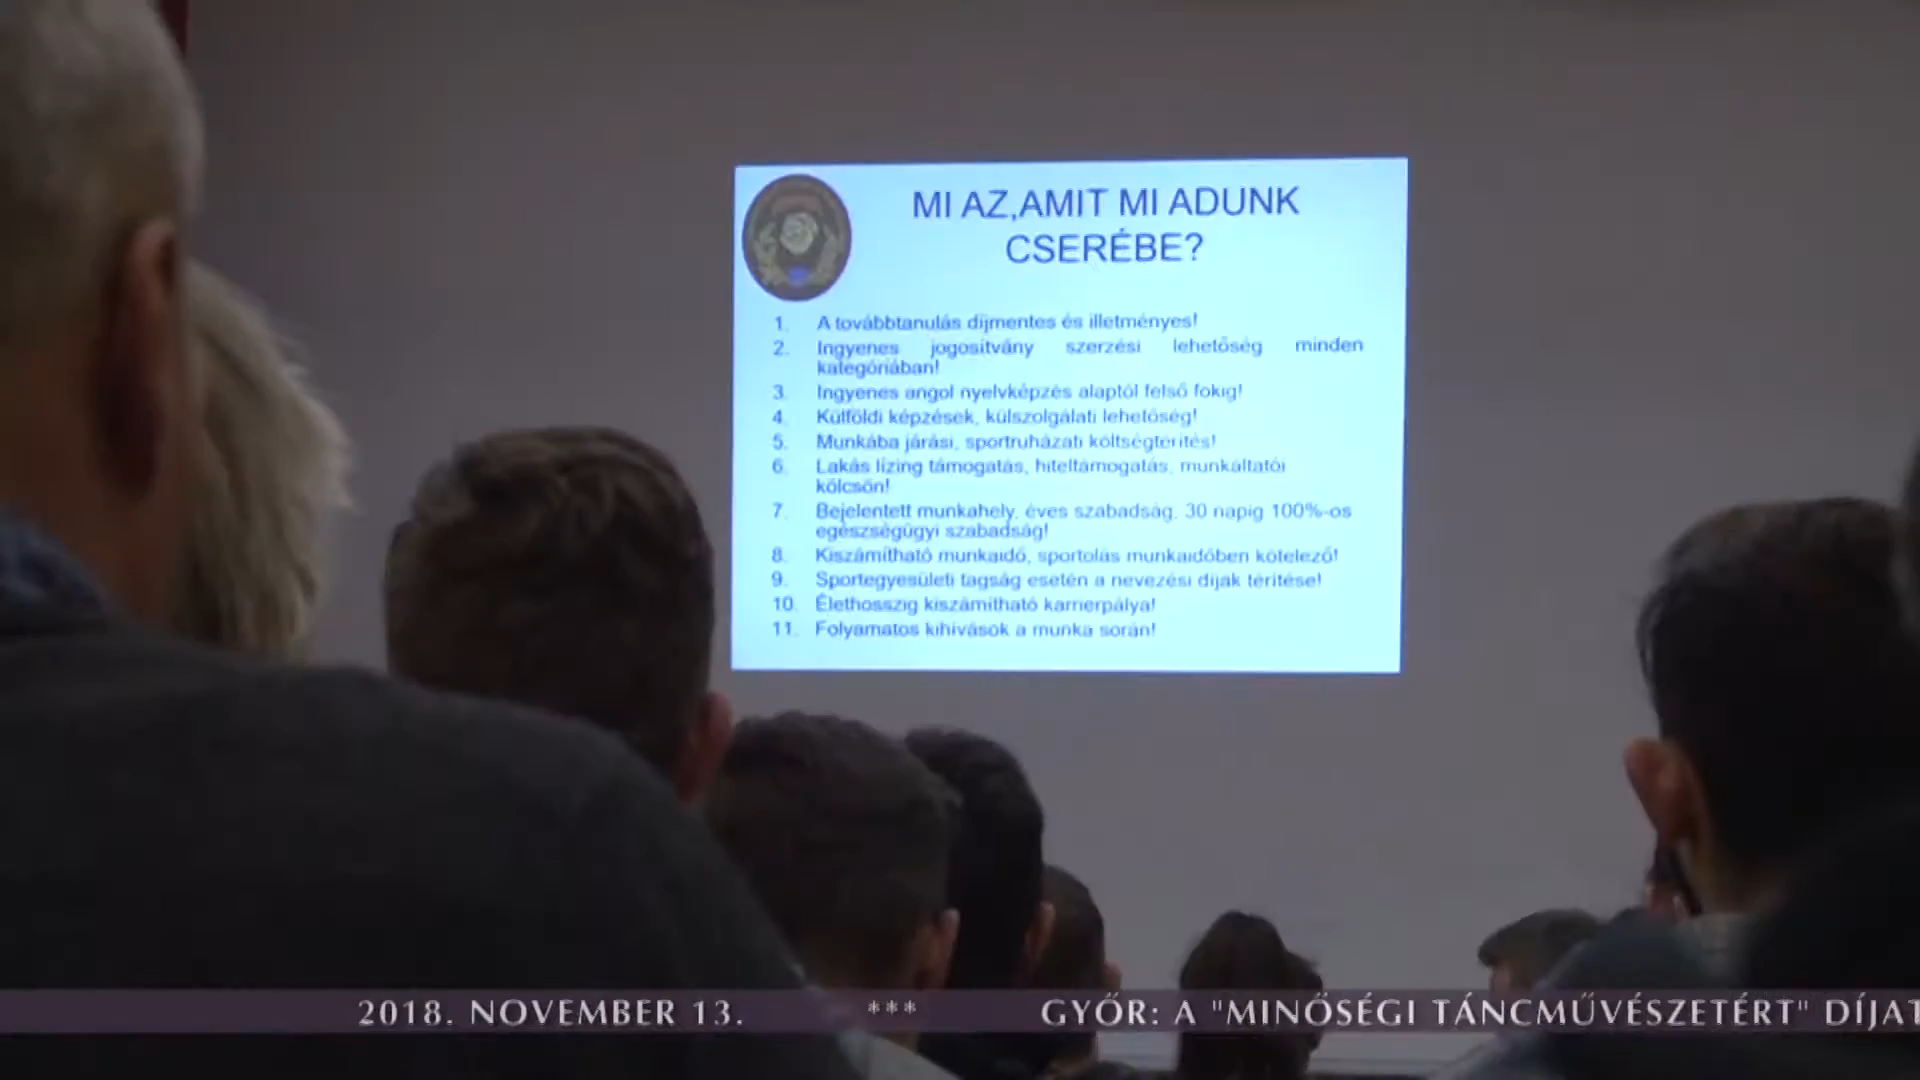 MI AZ,AMIT MI ADUNK
CSERÉBE?
1. A továbbtanulás díjmentes és illetményes!
2. Ingyenes jogosítvány szerzési lehetőség minden
kategóriában!
3. Ingyenes angol nyelvképzés alaptól felső fokig!
4. Külföldi képzések, külszolgálati lehetőség!
5. Munkába járási, sportruházati költségtérítés!
6. Lakás lízing támogatás, hiteltámogatás, munkáltatói
kölcsön!
7. Bejelentett munkahely, éves szabadság, 30 napig 100%-os
egészségügyi szabadság!
8. Kiszámítható munkaidő, sportolás munkaidőben kötelező!
9. Sportegyesületi tagság esetén a nevezési díjak térítése!
10. Élethosszig kiszámítható karrierpálya!
11. Folyamatos kihívások a munka során!
2018. NOVEMBER 13. *** GYŐR: A "MINŐSÉGI TÁNCMŰVÉSZETÉRT" DÍJAT